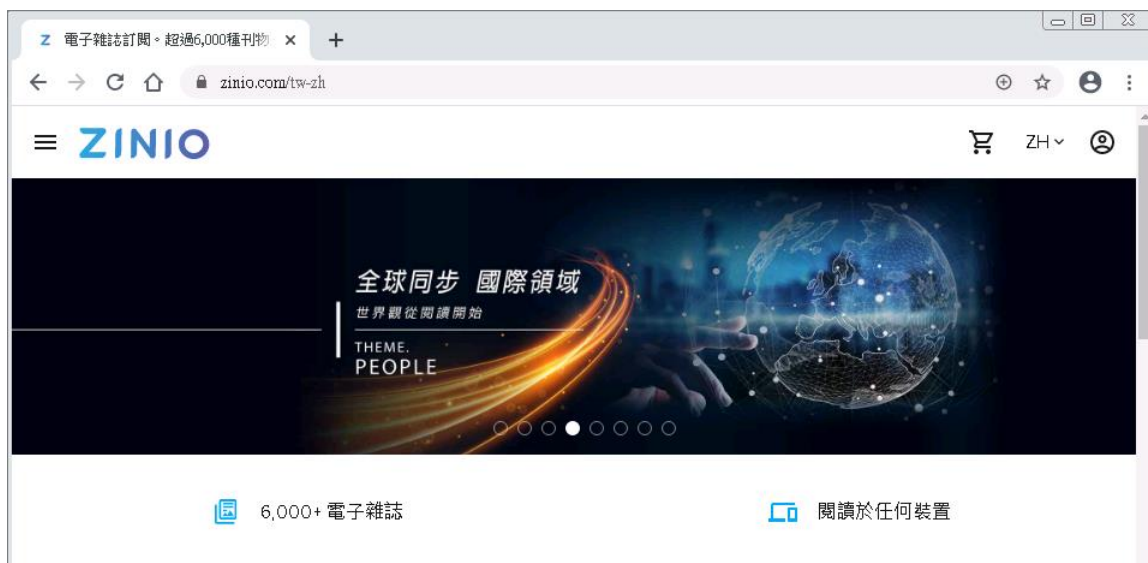 電子雜誌訂閱。超過6,000種刊物
zinio.com/tw-zh
ZINIO
ZH
全球同步 國際領域
世界觀從閱讀開始
THEME.
PEOPLE
6,000+ 電子雜誌
閱讀於任何裝置